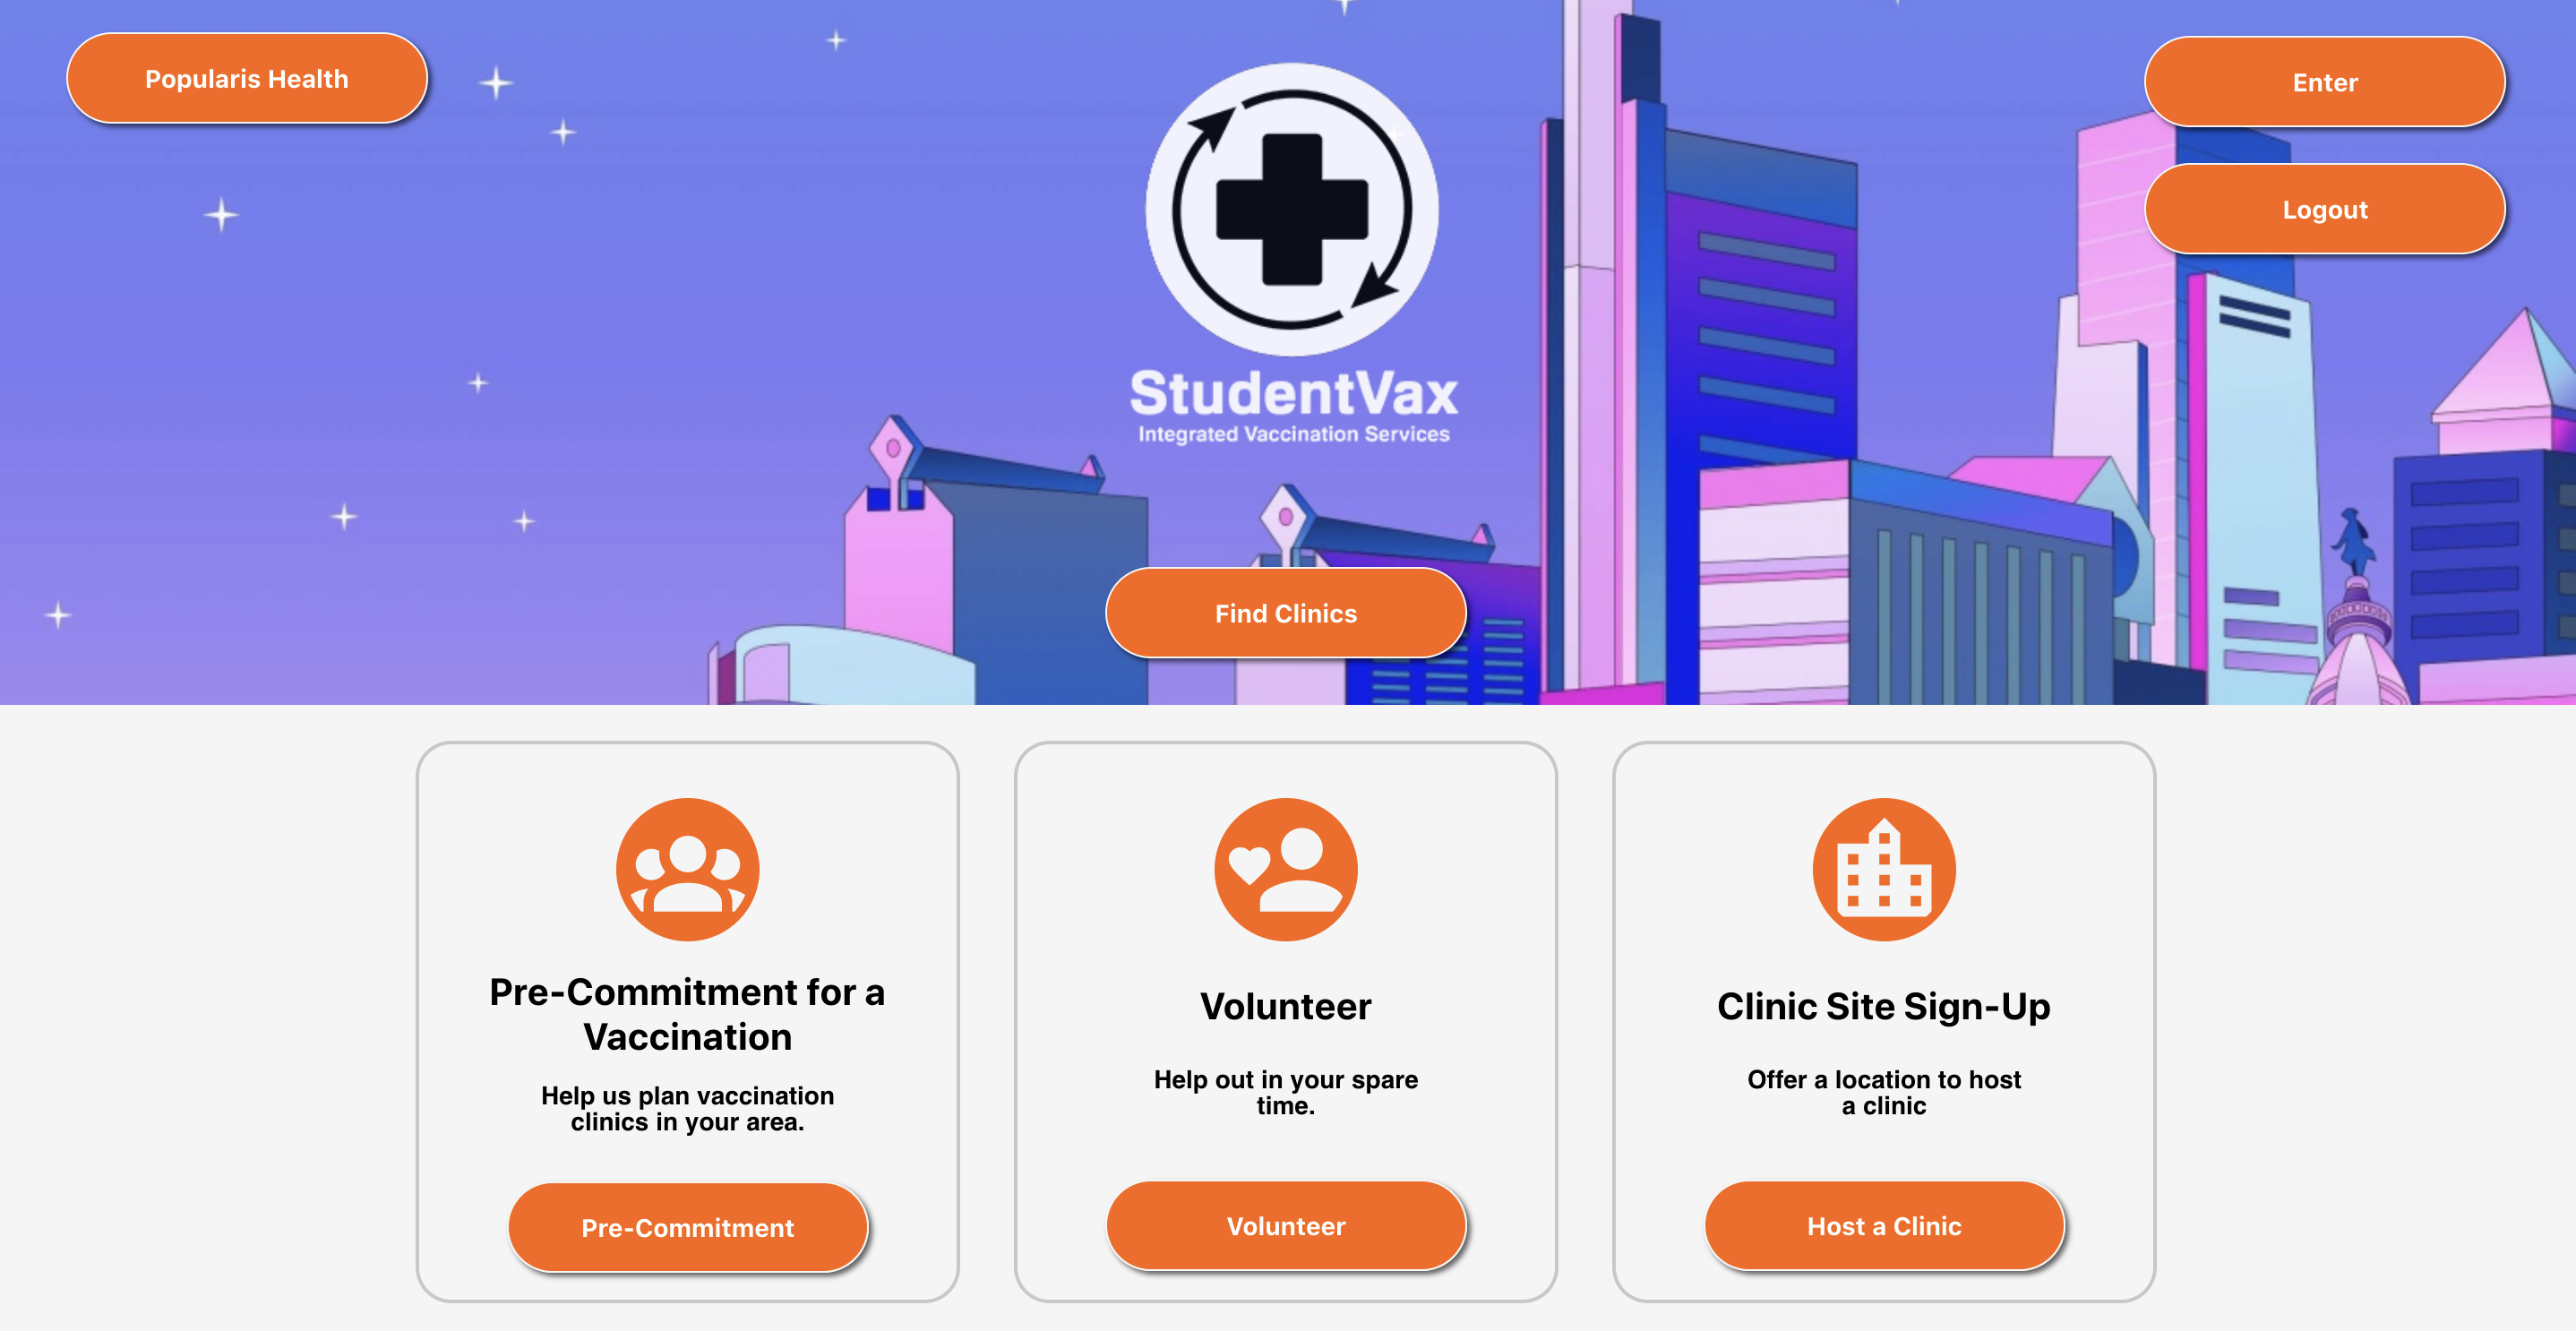 Popularis Health
Enter
Logout
StudentVax
Integrated Vaccination Services
Find Clinics
Pre-Commitment for a
Vaccination
Help us plan vaccination
clinics in your area.
Pre-Commitment
Volunteer
Help out in your spare
time.
Volunteer
Clinic Site Sign-Up
Offer a location to host
a clinic
Host a Clinic